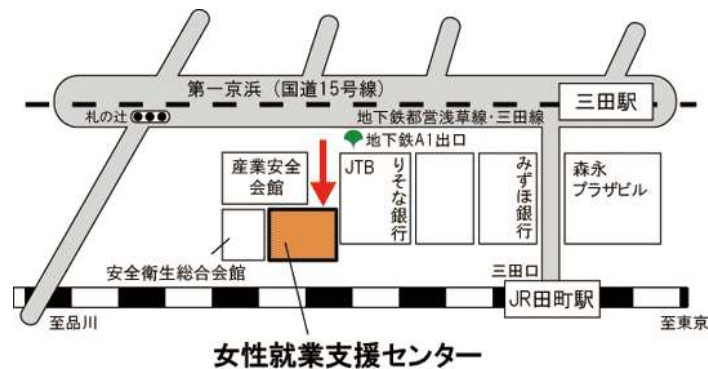 第一京浜（国道15号線）
三田駅
札の辻
地下鉄都営浅草線・三田線
地下鉄A1出口
産業安全
会館
JTB
りそな銀行
みずほ銀行
森永
プラザビル
安全衛生総合会館
三田口
JR田町駅
至品川
至東京
女性就業支援センター